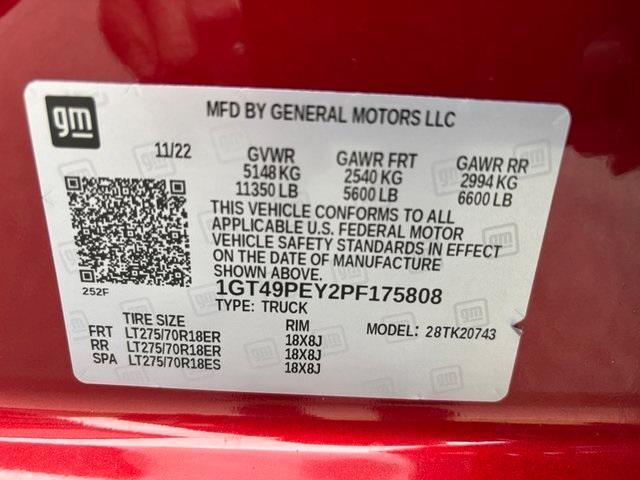 gm
MFD BY GENERAL MOTORS LLC
11/22
GVWR GAWR FRT GAWR RR
5148 KG 2540 KG 2994 KG
11350 LB 5600 LB 6600 LB
THIS VEHICLE CONFORMS TO ALL
APPLICABLE U.S. FEDERAL MOTOR
VEHICLE SAFETY STANDARDS IN EFFECT
ON THE DATE OF MANUFACTURE
SHOWN ABOVE.
252F
1GT49PEY2PF175808
TYPE: TRUCK
TIRE SIZE RIM MODEL: 28TK20743
FRT LT275/70R18ER 18X8J
RR LT275/70R18ER 18X8J
SPA LT275/70R18ES 18X8J